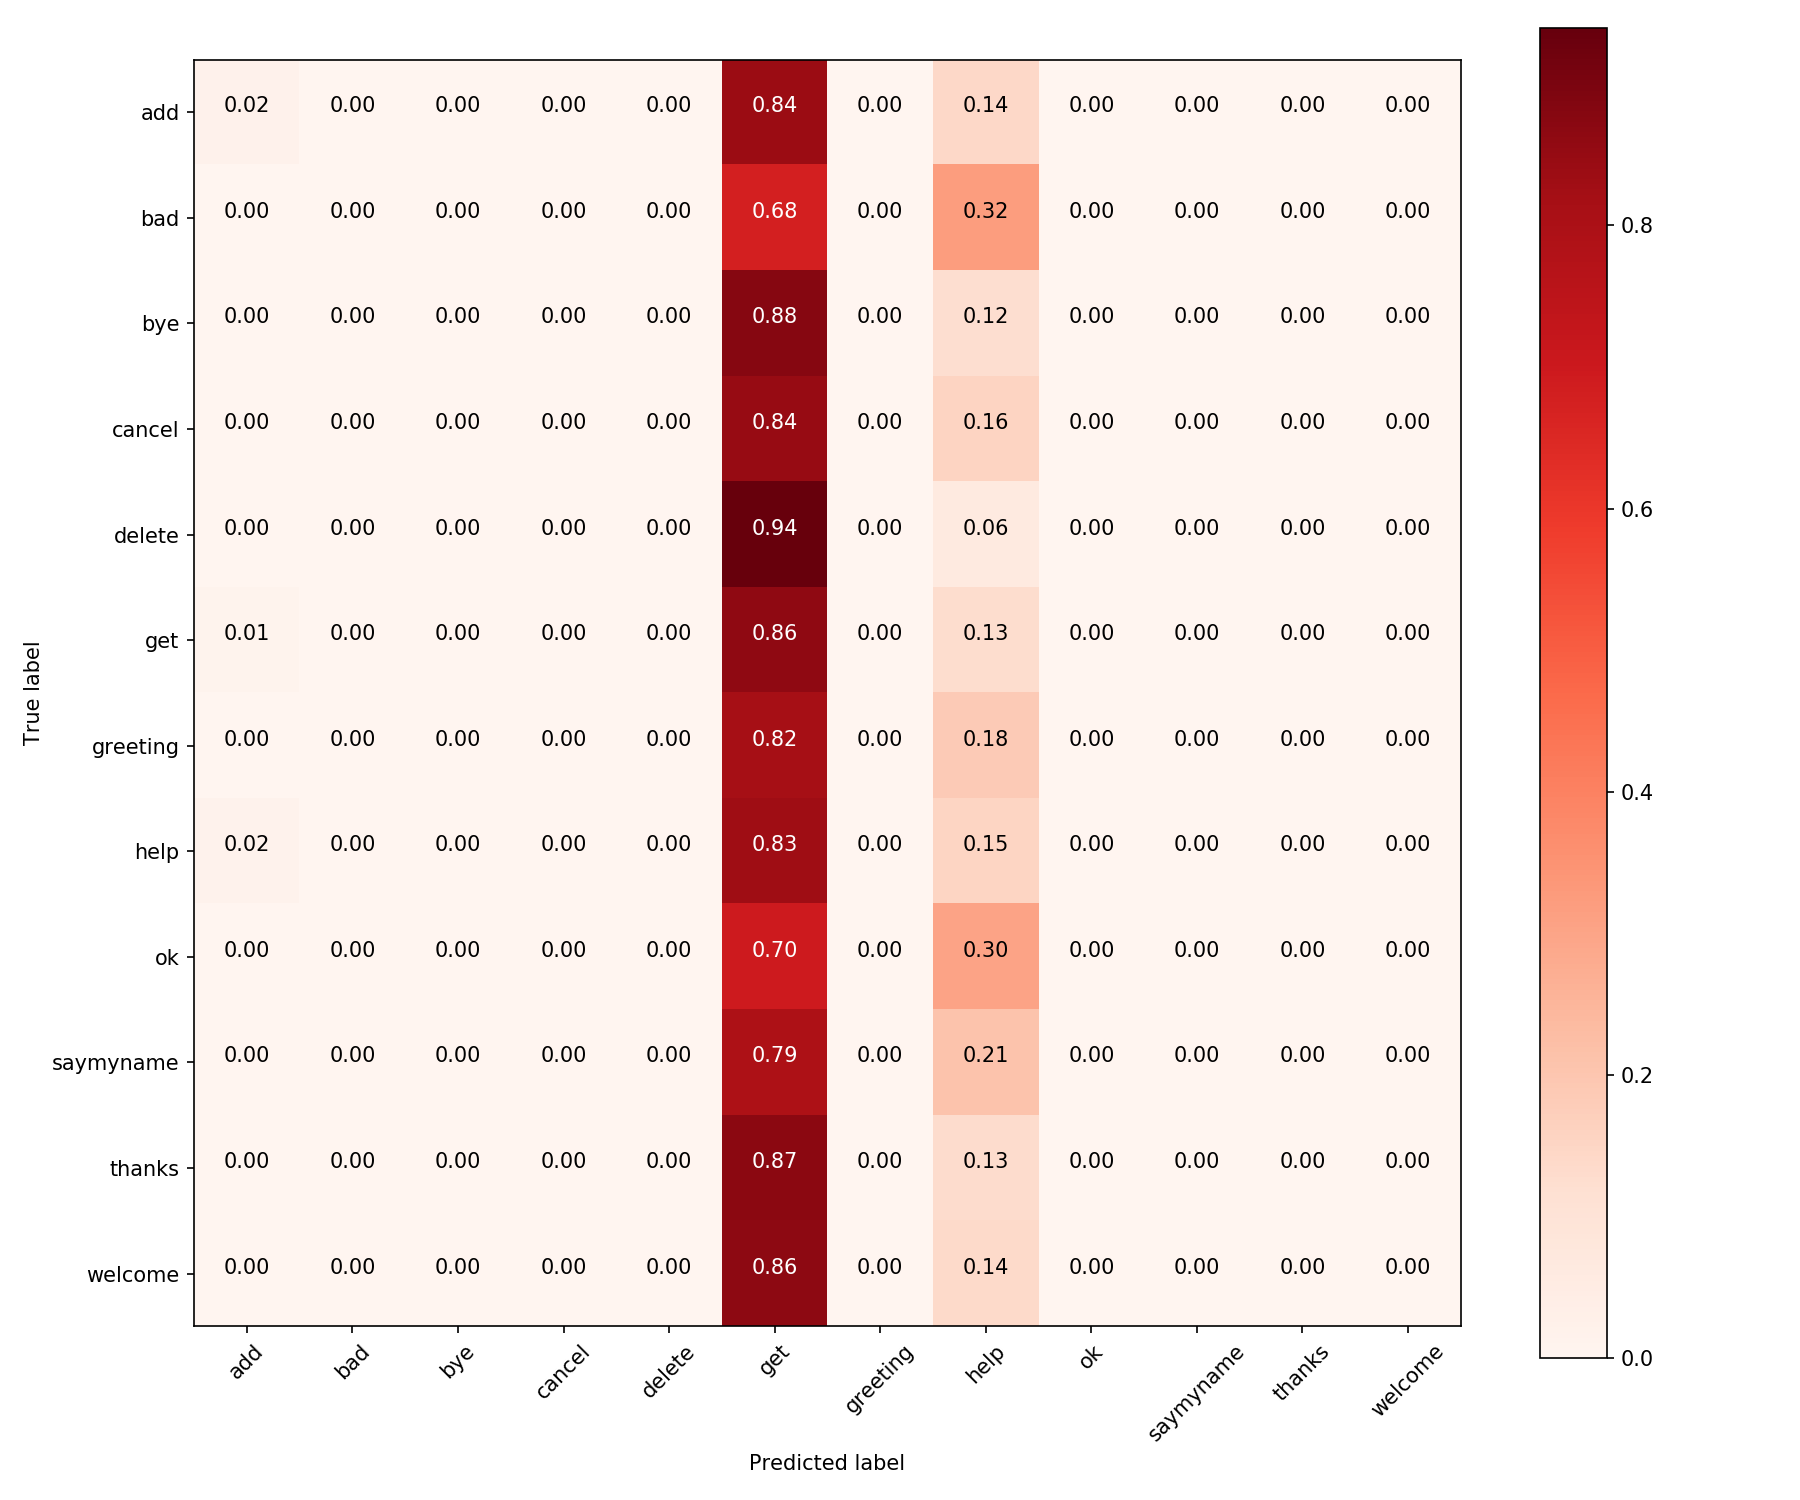 add 0.02 0.00 0.00 0.00 0.00 0.84 0.00 0.14 0.00 0.00 0.00 0.00
bad 0.00 0.00 0.00 0.00 0.00 0.68 0.00 0.32 0.00 0.00 0.00 0.00
bye 0.00 0.00 0.00 0.00 0.00 0.88 0.00 0.12 0.00 0.00 0.00 0.00
cancel 0.00 0.00 0.00 0.00 0.00 0.84 0.00 0.16 0.00 0.00 0.00 0.00
delete 0.00 0.00 0.00 0.00 0.00 0.94 0.00 0.06 0.00 0.00 0.00 0.00
get 0.01 0.00 0.00 0.00 0.00 0.86 0.00 0.13 0.00 0.00 0.00 0.00
greeting 0.00 0.00 0.00 0.00 0.00 0.82 0.00 0.18 0.00 0.00 0.00 0.00
help 0.02 0.00 0.00 0.00 0.00 0.83 0.00 0.15 0.00 0.00 0.00 0.00
ok 0.00 0.00 0.00 0.00 0.00 0.70 0.00 0.30 0.00 0.00 0.00 0.00
saymyname 0.00 0.00 0.00 0.00 0.00 0.79 0.00 0.21 0.00 0.00 0.00 0.00
thanks 0.00 0.00 0.00 0.00 0.00 0.87 0.00 0.13 0.00 0.00 0.00 0.00
welcome 0.00 0.00 0.00 0.00 0.00 0.86 0.00 0.14 0.00 0.00 0.00 0.00
add bad bye cancel delete get greeting help ok saymyname thanks welcome
Predicted label
True label
0.8
0.6
0.4
0.2
0.0